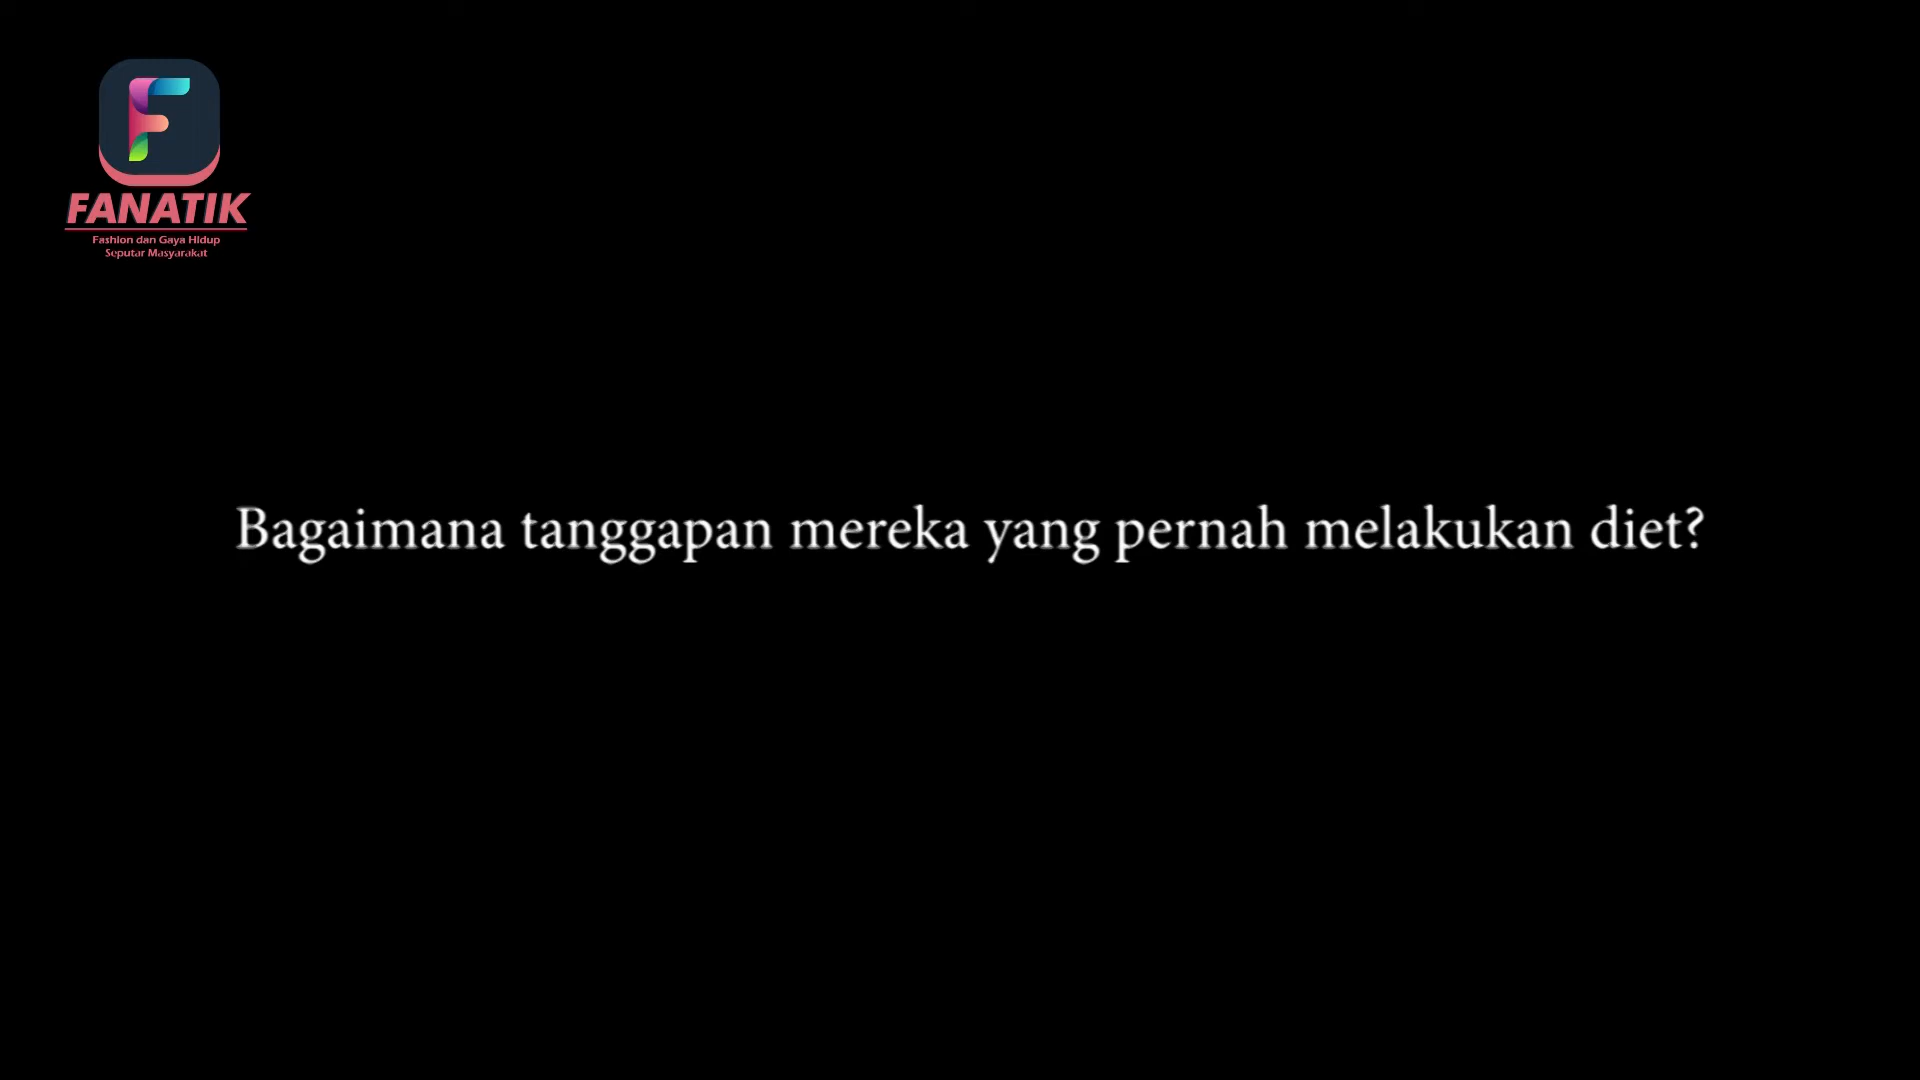 F
FANATIK
Fashion dan Gaya Hidup
Seputar Masyarakat
Bagaimana tanggapan mereka yang pernah melakukan diet?